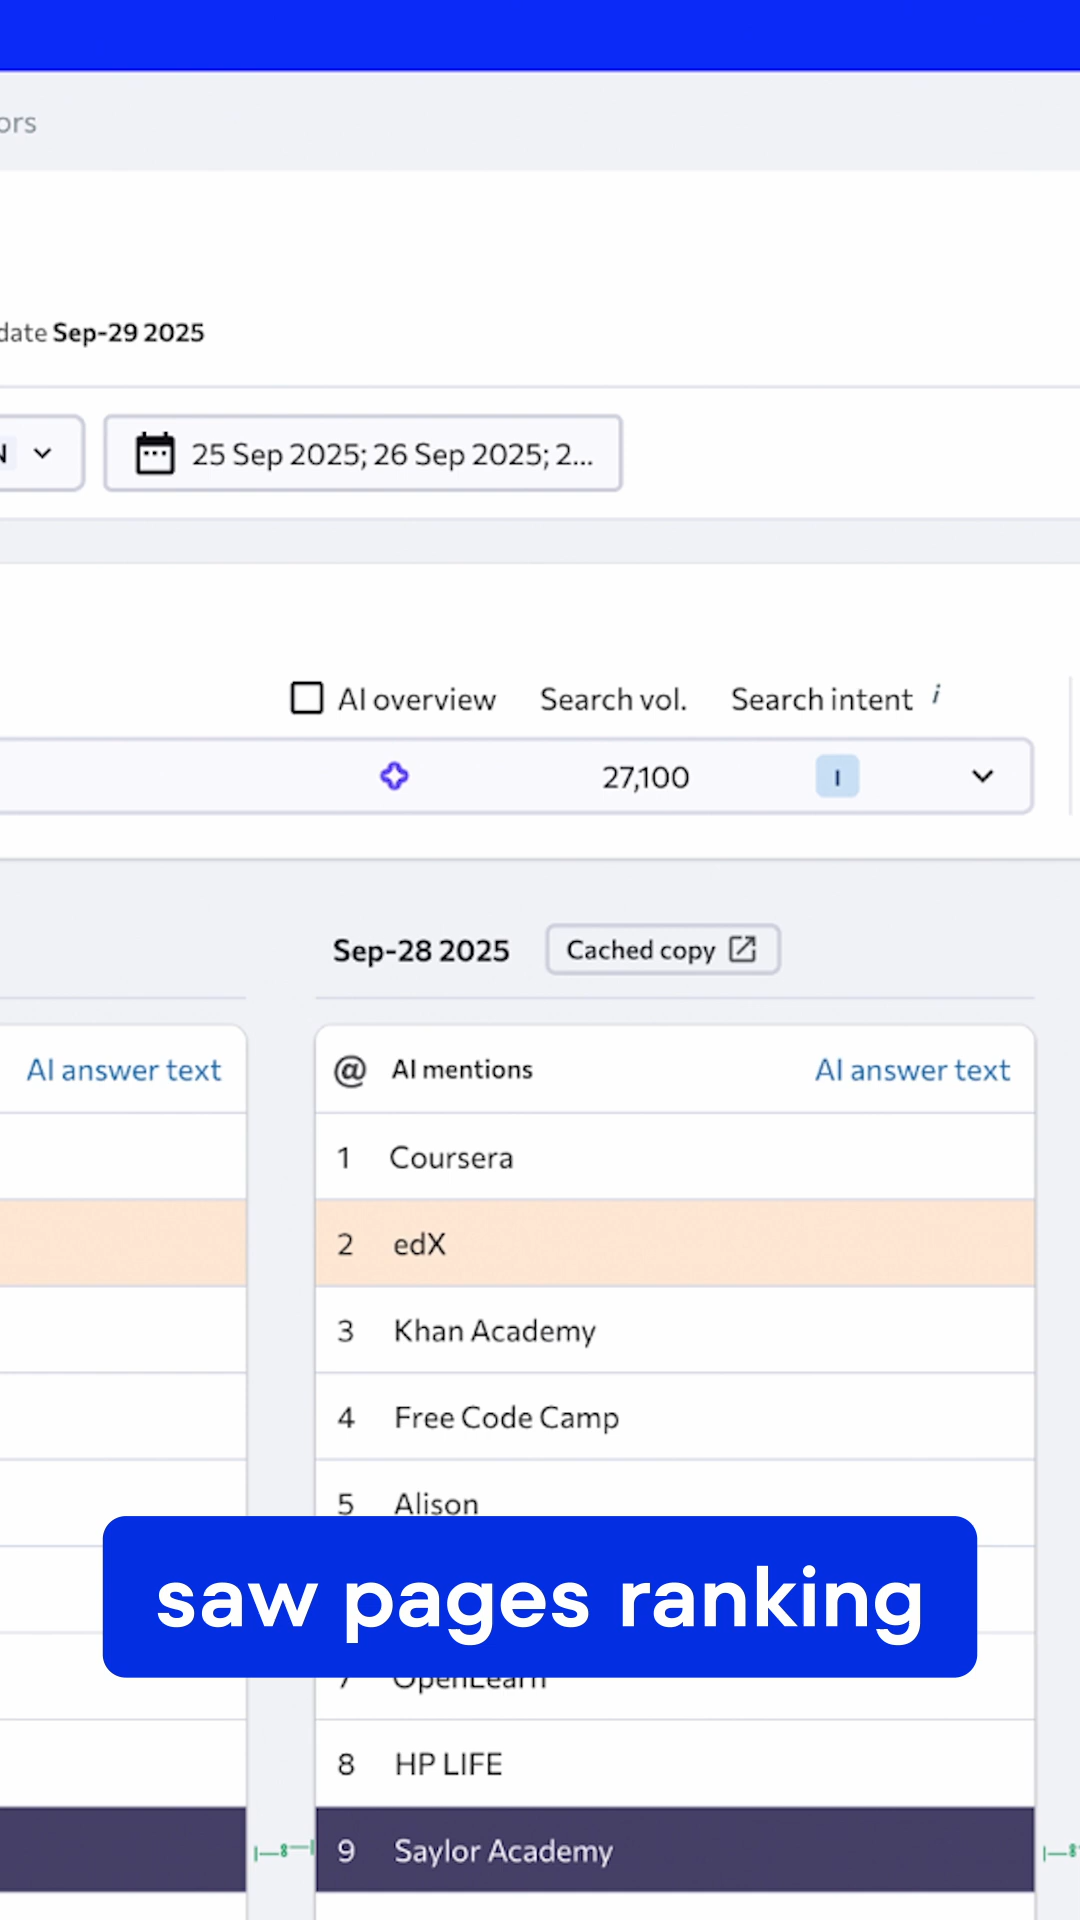 ors
date Sep-29 2025
N 25 Sep 2025; 26 Sep 2025; 2...
AI overview Search vol. Search intent i
27,100 I
Sep-28 2025 Cached copy
AI answer text @ AI mentions AI answer text
1 Coursera
2 edX
3 Khan Academy
4 Free Code Camp
5 Alison
saw pages ranking
7 OpenLearn
8 HP LIFE
9 Saylor Academy